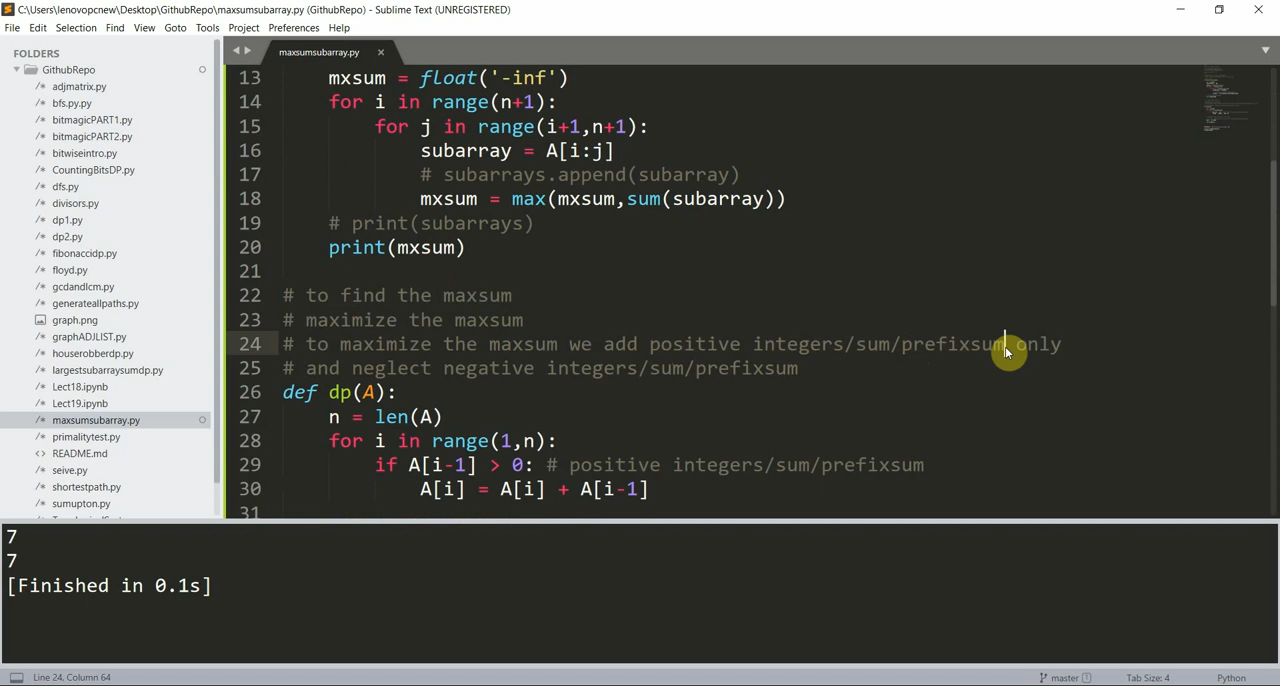 C:\Users\lenovopcnew\Desktop\GithubRepo\maxsumsubarray.py (GithubRepo) - Sublime Text (UNREGISTERED)
File Edit Selection Find View Goto Tools Project Preferences Help
FOLDERS
GithubRepo
/* adjmatrix.py
/* bfs.py.py
/* bitmagicPART1.py
/* bitmagicPART2.py
/* bitwiseintro.py
/* CountingBitsDP.py
/* dfs.py
/* divisors.py
/* dp1.py
/* dp2.py
/* fibonaccidp.py
/* floyd.py
/* gcdandlcm.py
/* generateallpaths.py
graph.png
/* graphADJLIST.py
/* houserobberdp.py
/* largestsubarraysumdp.py
/* Lect18.ipynb
/* Lect19.ipynb
/* maxsumsubarray.py
/* primalitytest.py
<> README.md
/* seive.py
/* shortestpath.py
/* sumupton.py
maxsumsubarray.py
13 mxsum = float('-inf')
14 for i in range(n+1):
15 for j in range(i+1,n+1):
16 subarray = A[i:j]
17 # subarrays.append(subarray)
18 mxsum = max(mxsum,sum(subarray))
19 # print(subarrays)
20 print(mxsum)
21
22 # to find the maxsum
23 # maximize the maxsum
24 # to maximize the maxsum we add positive integers/sum/prefixsum only
25 # and neglect negative integers/sum/prefixsum
26 def dp(A):
27 n = len(A)
28 for i in range(1,n):
29 if A[i-1] > 0: # positive integers/sum/prefixsum
30 A[i] = A[i] + A[i-1]
31
7
7
[Finished in 0.1s]
Line 24, Column 64
master 1
Tab Size: 4
Python